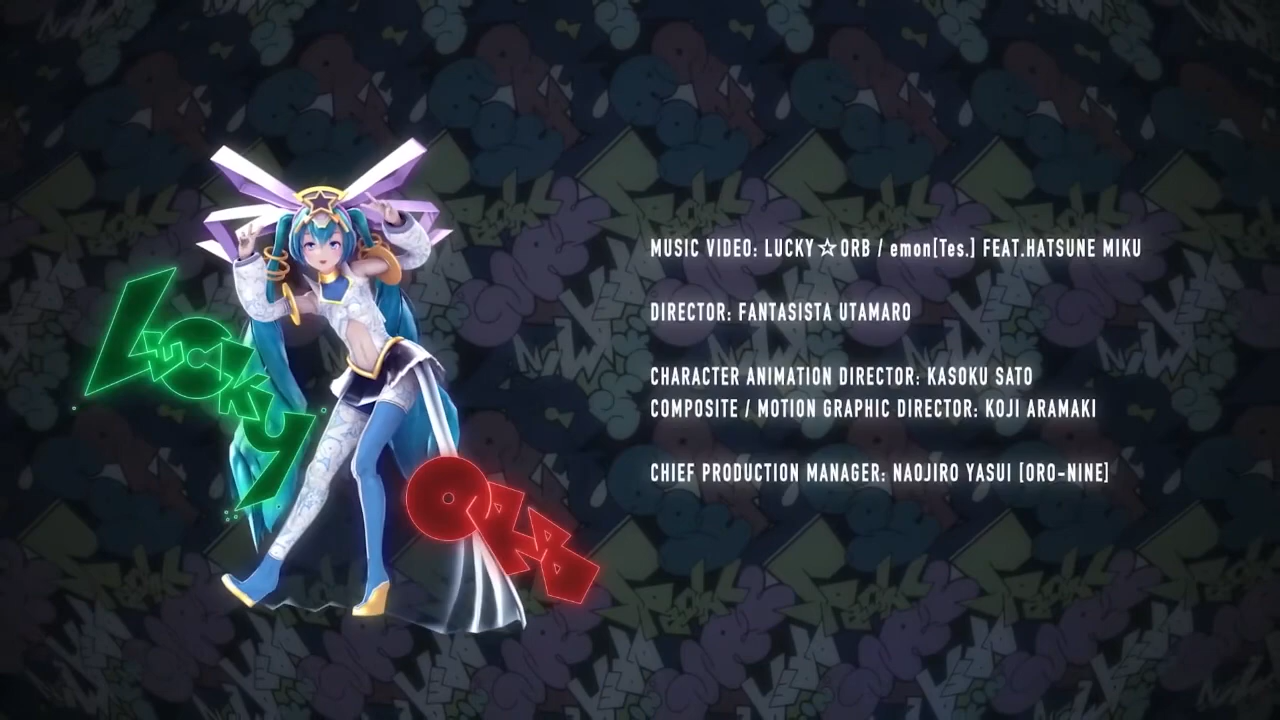 LUCKY
ORB
MUSIC VIDEO: LUCKY☆ORB / emon[Tes.] FEAT.HATSUNE MIKU
DIRECTOR: FANTASISTA UTAMARO
CHARACTER ANIMATION DIRECTOR: KASOKU SATO
COMPOSITE / MOTION GRAPHIC DIRECTOR: KOJI ARAMAKI
CHIEF PRODUCTION MANAGER: NAOJIRO YASUI [ORO-NINE]